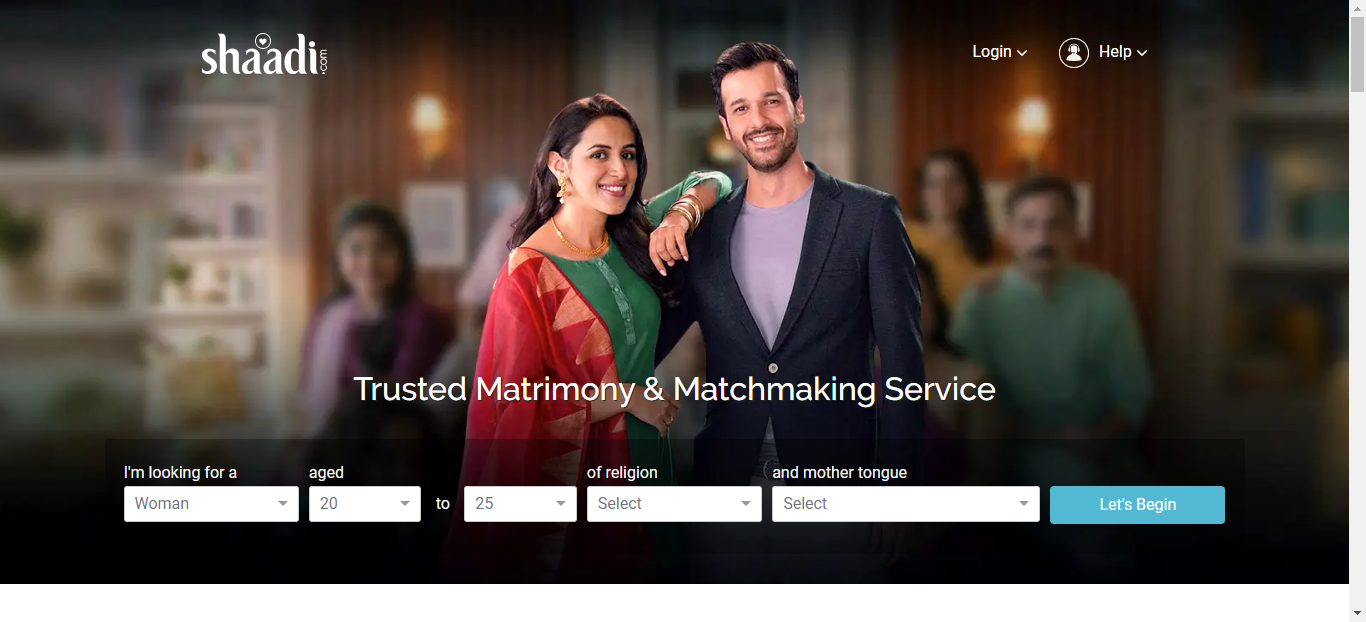 shaadi.com
Login
Help
Trusted Matrimony & Matchmaking Service
I'm looking for a
aged
of religion
and mother tongue
Woman
20
to
25
Select
Select
Let's Begin